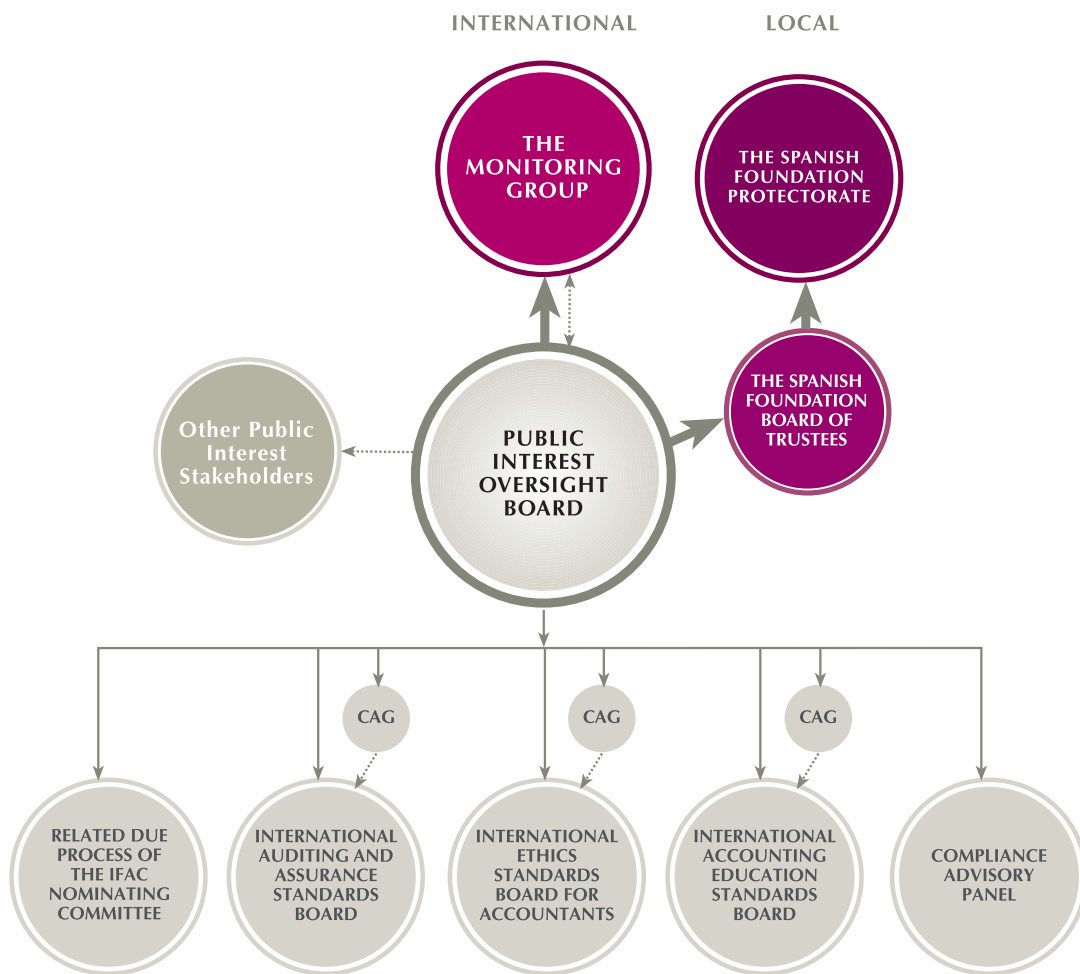 INTERNATIONAL
LOCAL
THE
MONITORING
GROUP
THE SPANISH
FOUNDATION
PROTECTORATE
THE SPANISH
FOUNDATION
BOARD OF
TRUSTEES
Other Public
Interest
Stakeholders
PUBLIC
INTEREST
OVERSIGHT
BOARD
CAG
CAG
CAG
RELATED DUE
PROCESS OF
THE IFAC
NOMINATING
COMMITTEE
INTERNATIONAL
AUDITING AND
ASSURANCE
STANDARDS
BOARD
INTERNATIONAL
ETHICS
STANDARDS
BOARD FOR
ACCOUNTANTS
INTERNATIONAL
ACCOUNTING
EDUCATION
STANDARDS
BOARD
COMPLIANCE
ADVISORY
PANEL